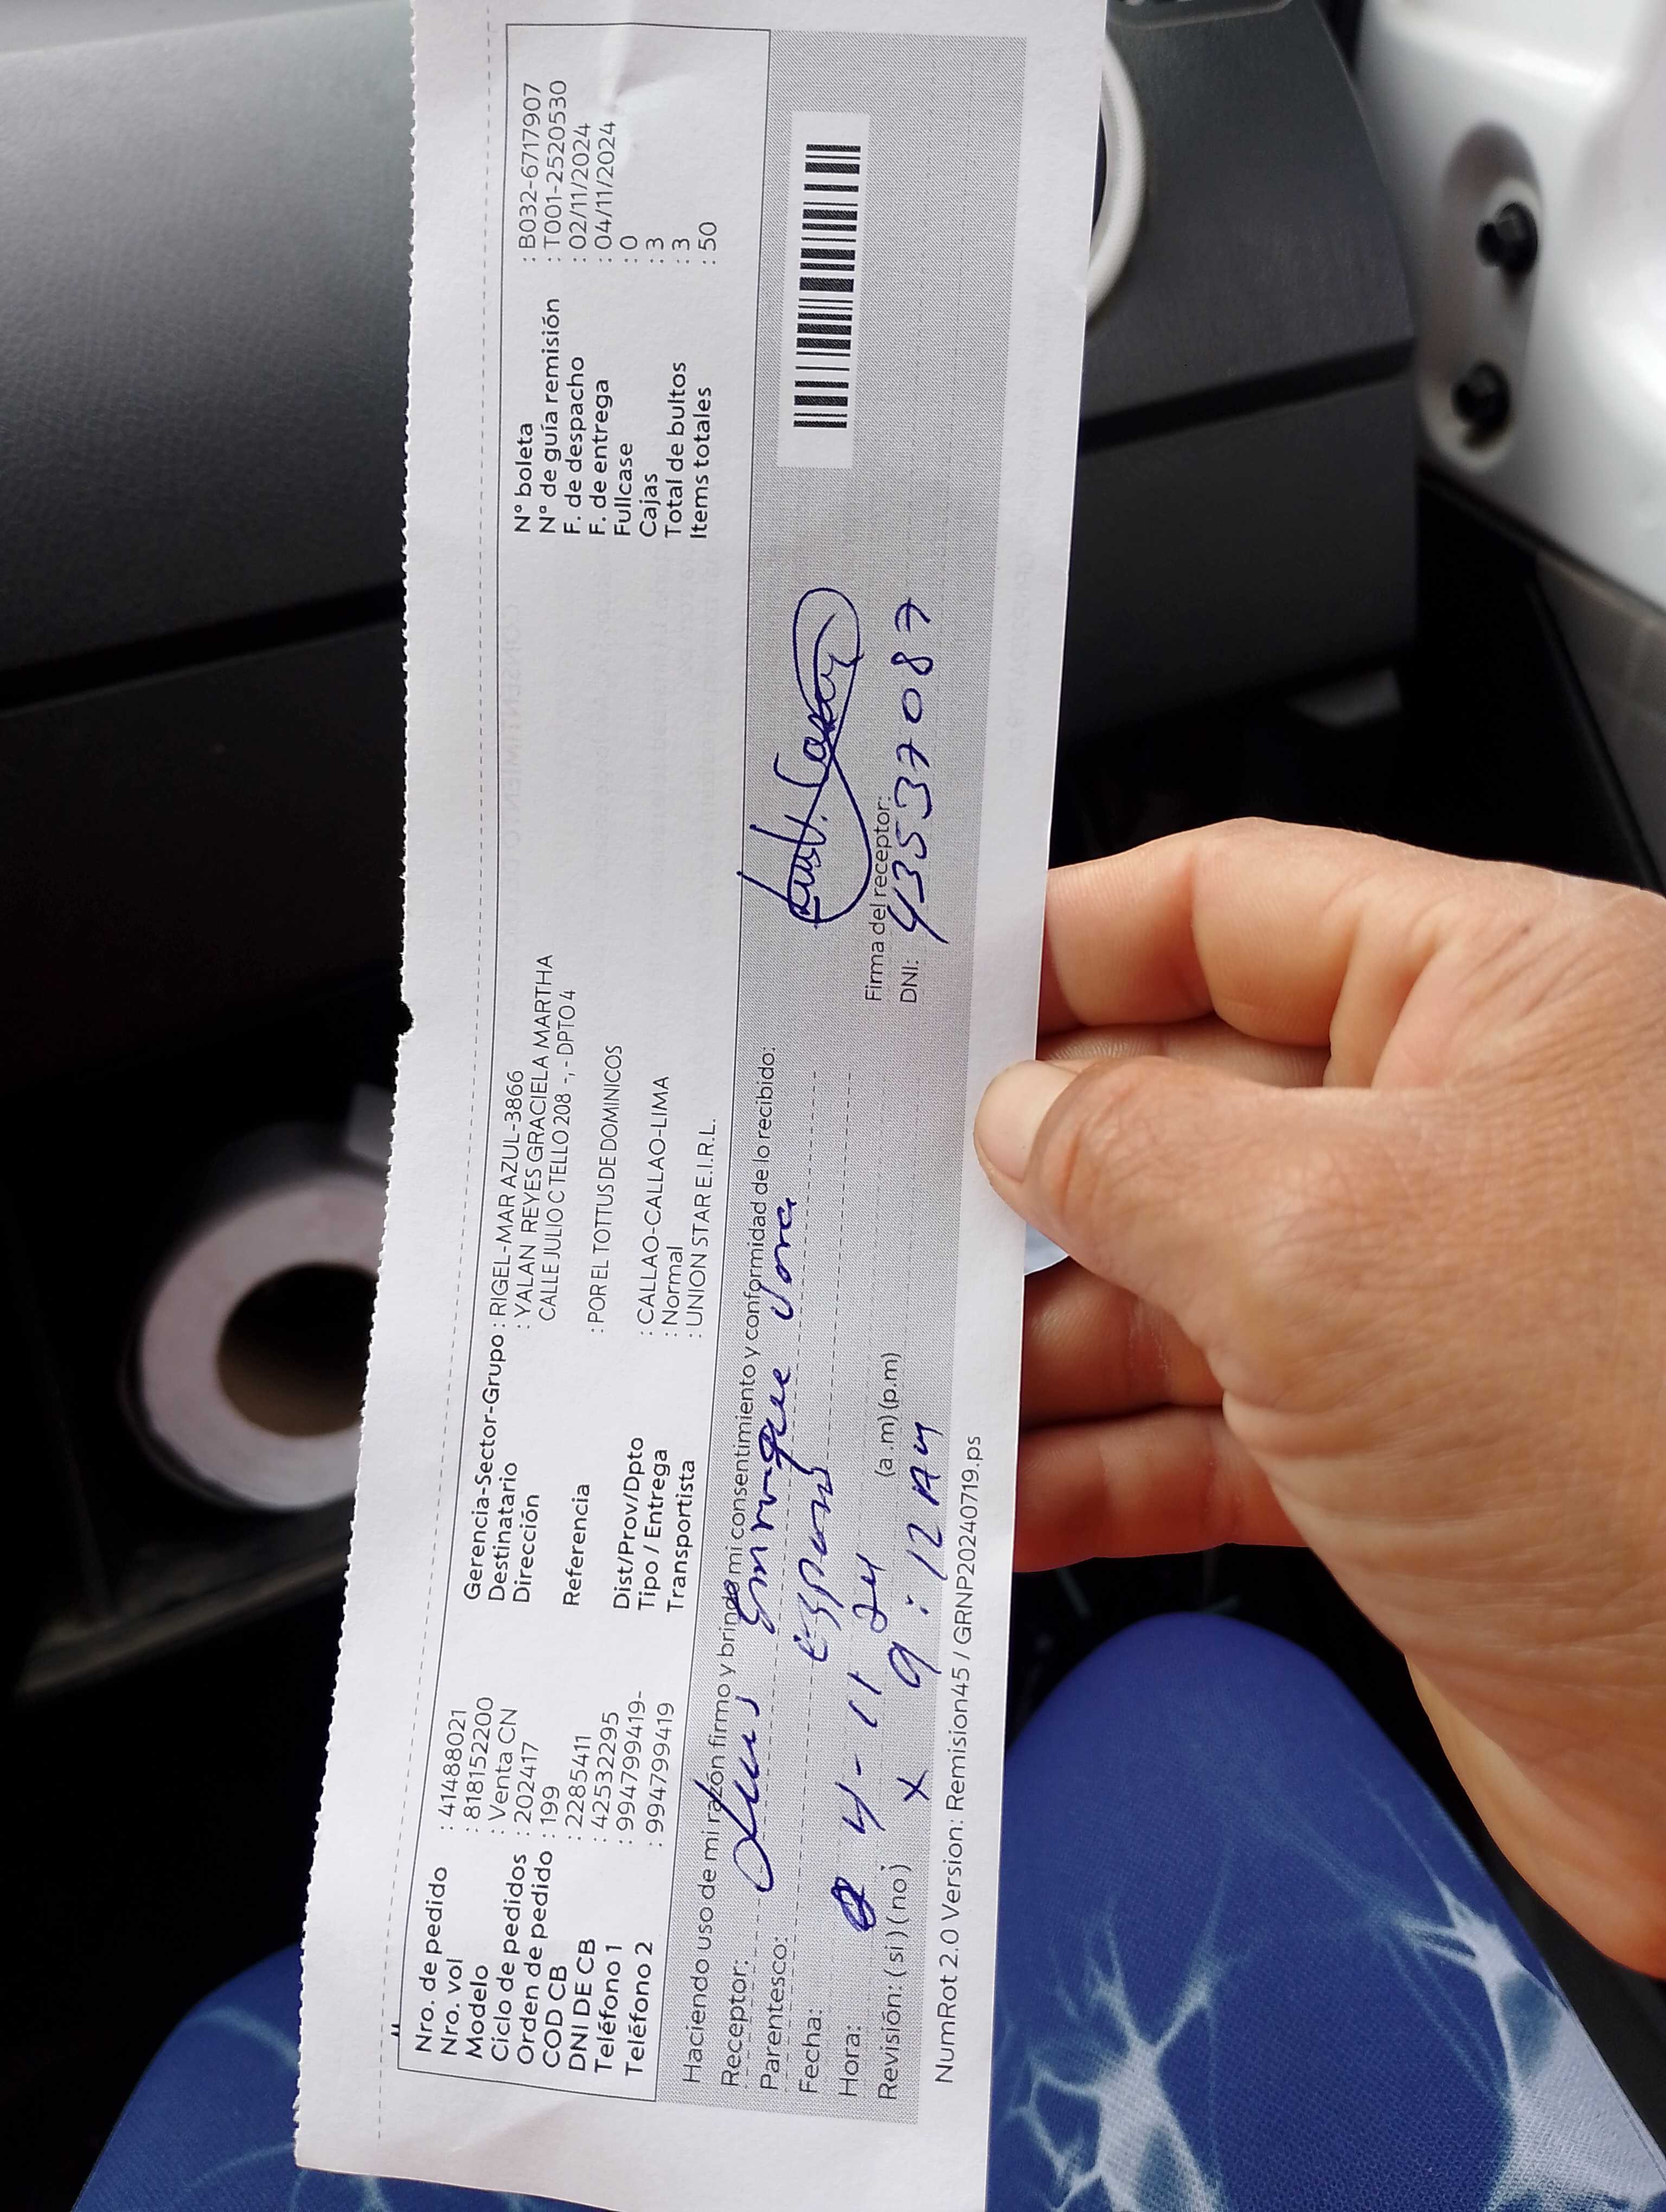 Nro. de pedido : 41488021
Nro. vol : 818152200
Modelo : Venta CN
Ciclo de pedidos : 202417
Orden de pedido : 199
COD CB : 2285411
DNI DE CB : 42532295
Teléfono 1 : 994799419-
Teléfono 2 : 994799419
Gerencia-Sector-Grupo : RIGEL-MAR AZUL-3866
Destinatario : YALAN REYES GRACIELA MARTHA
Dirección CALLE JULIO C TELLO 208 -,- DPTO 4
Referencia : POR EL TOTTUS DE DOMINICOS
Dist/Prov/Dpto : CALLAO-CALLAO-LIMA
Tipo / Entrega : Normal
Transportista : UNION STAR E.I.R.L.
N° boleta : B032-6717907
N° de guía remisión : T001-2520530
F. de despacho : 02/11/2024
F. de entrega : 04/11/2024
Fullcase : 0
Cajas : 3
Total de bultos : 3
Items totales : 50
Haciendo uso de mi razón firmo y brindo mi consentimiento y conformidad de lo recibido:
Receptor: Luis Enrique
Parentesco: esposo
Fecha: 4-11 24
Hora: 9:12 AM (a.m) (p.m)
Revisión: (si) (no) x
Firma del receptor:
DNI: 43537087
NumRot 2.0 Version: Remision45 / GRNP20240719.ps